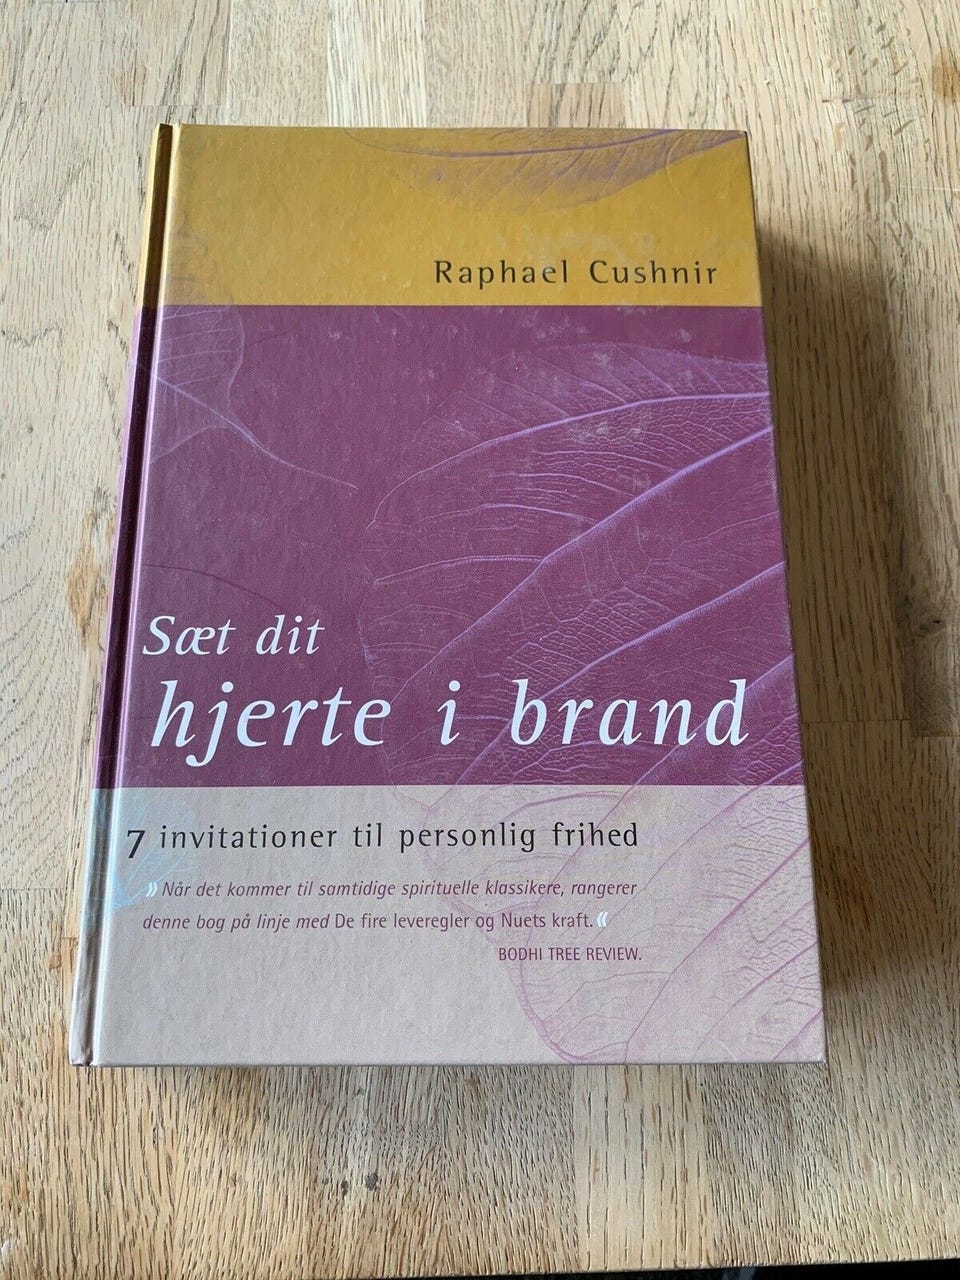 Raphael Cushnir
Sæt dit
hjerte i brand
7 invitationer til personlig frihed
»Når det kommer til samtidige spirituelle klassikere, rangerer
denne bog på linje med De fire leveregler og Nuets kraft.«
BODHI TREE REVIEW.